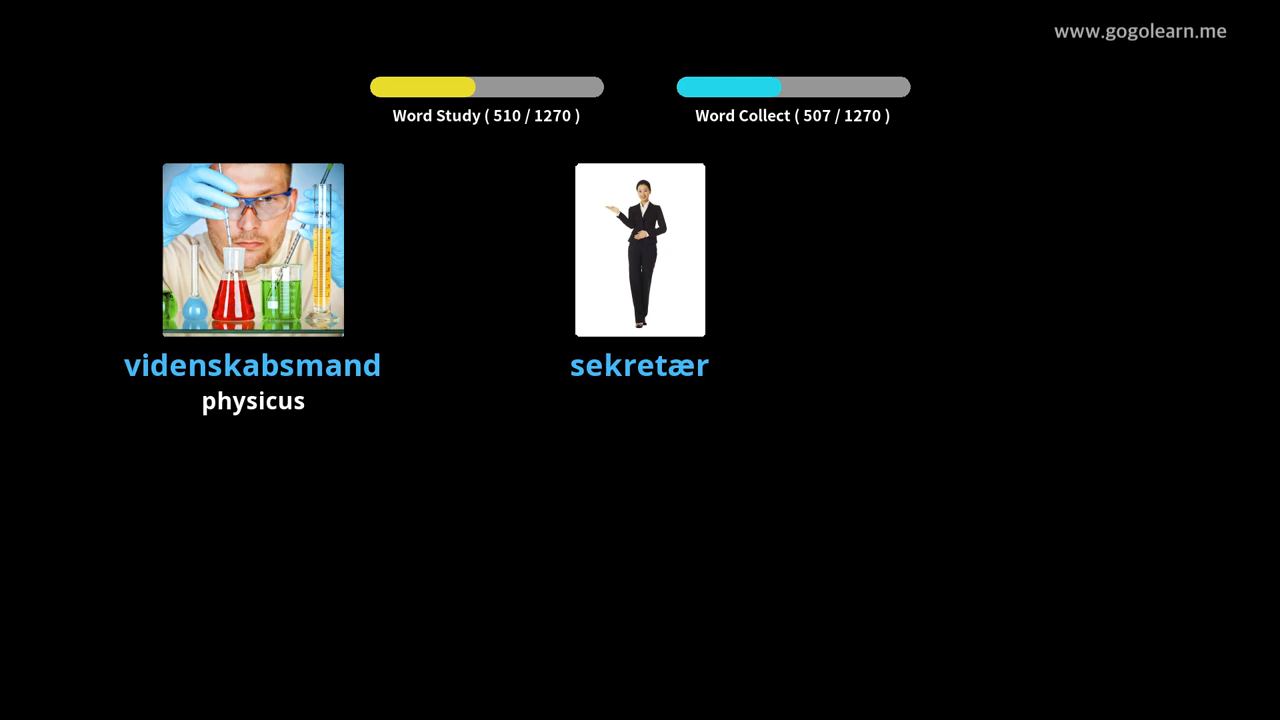 www.gogolearn.me
Word Study ( 510 / 1270 )
Word Collect ( 507 / 1270 )
videnskabsmand
physicus
sekretær